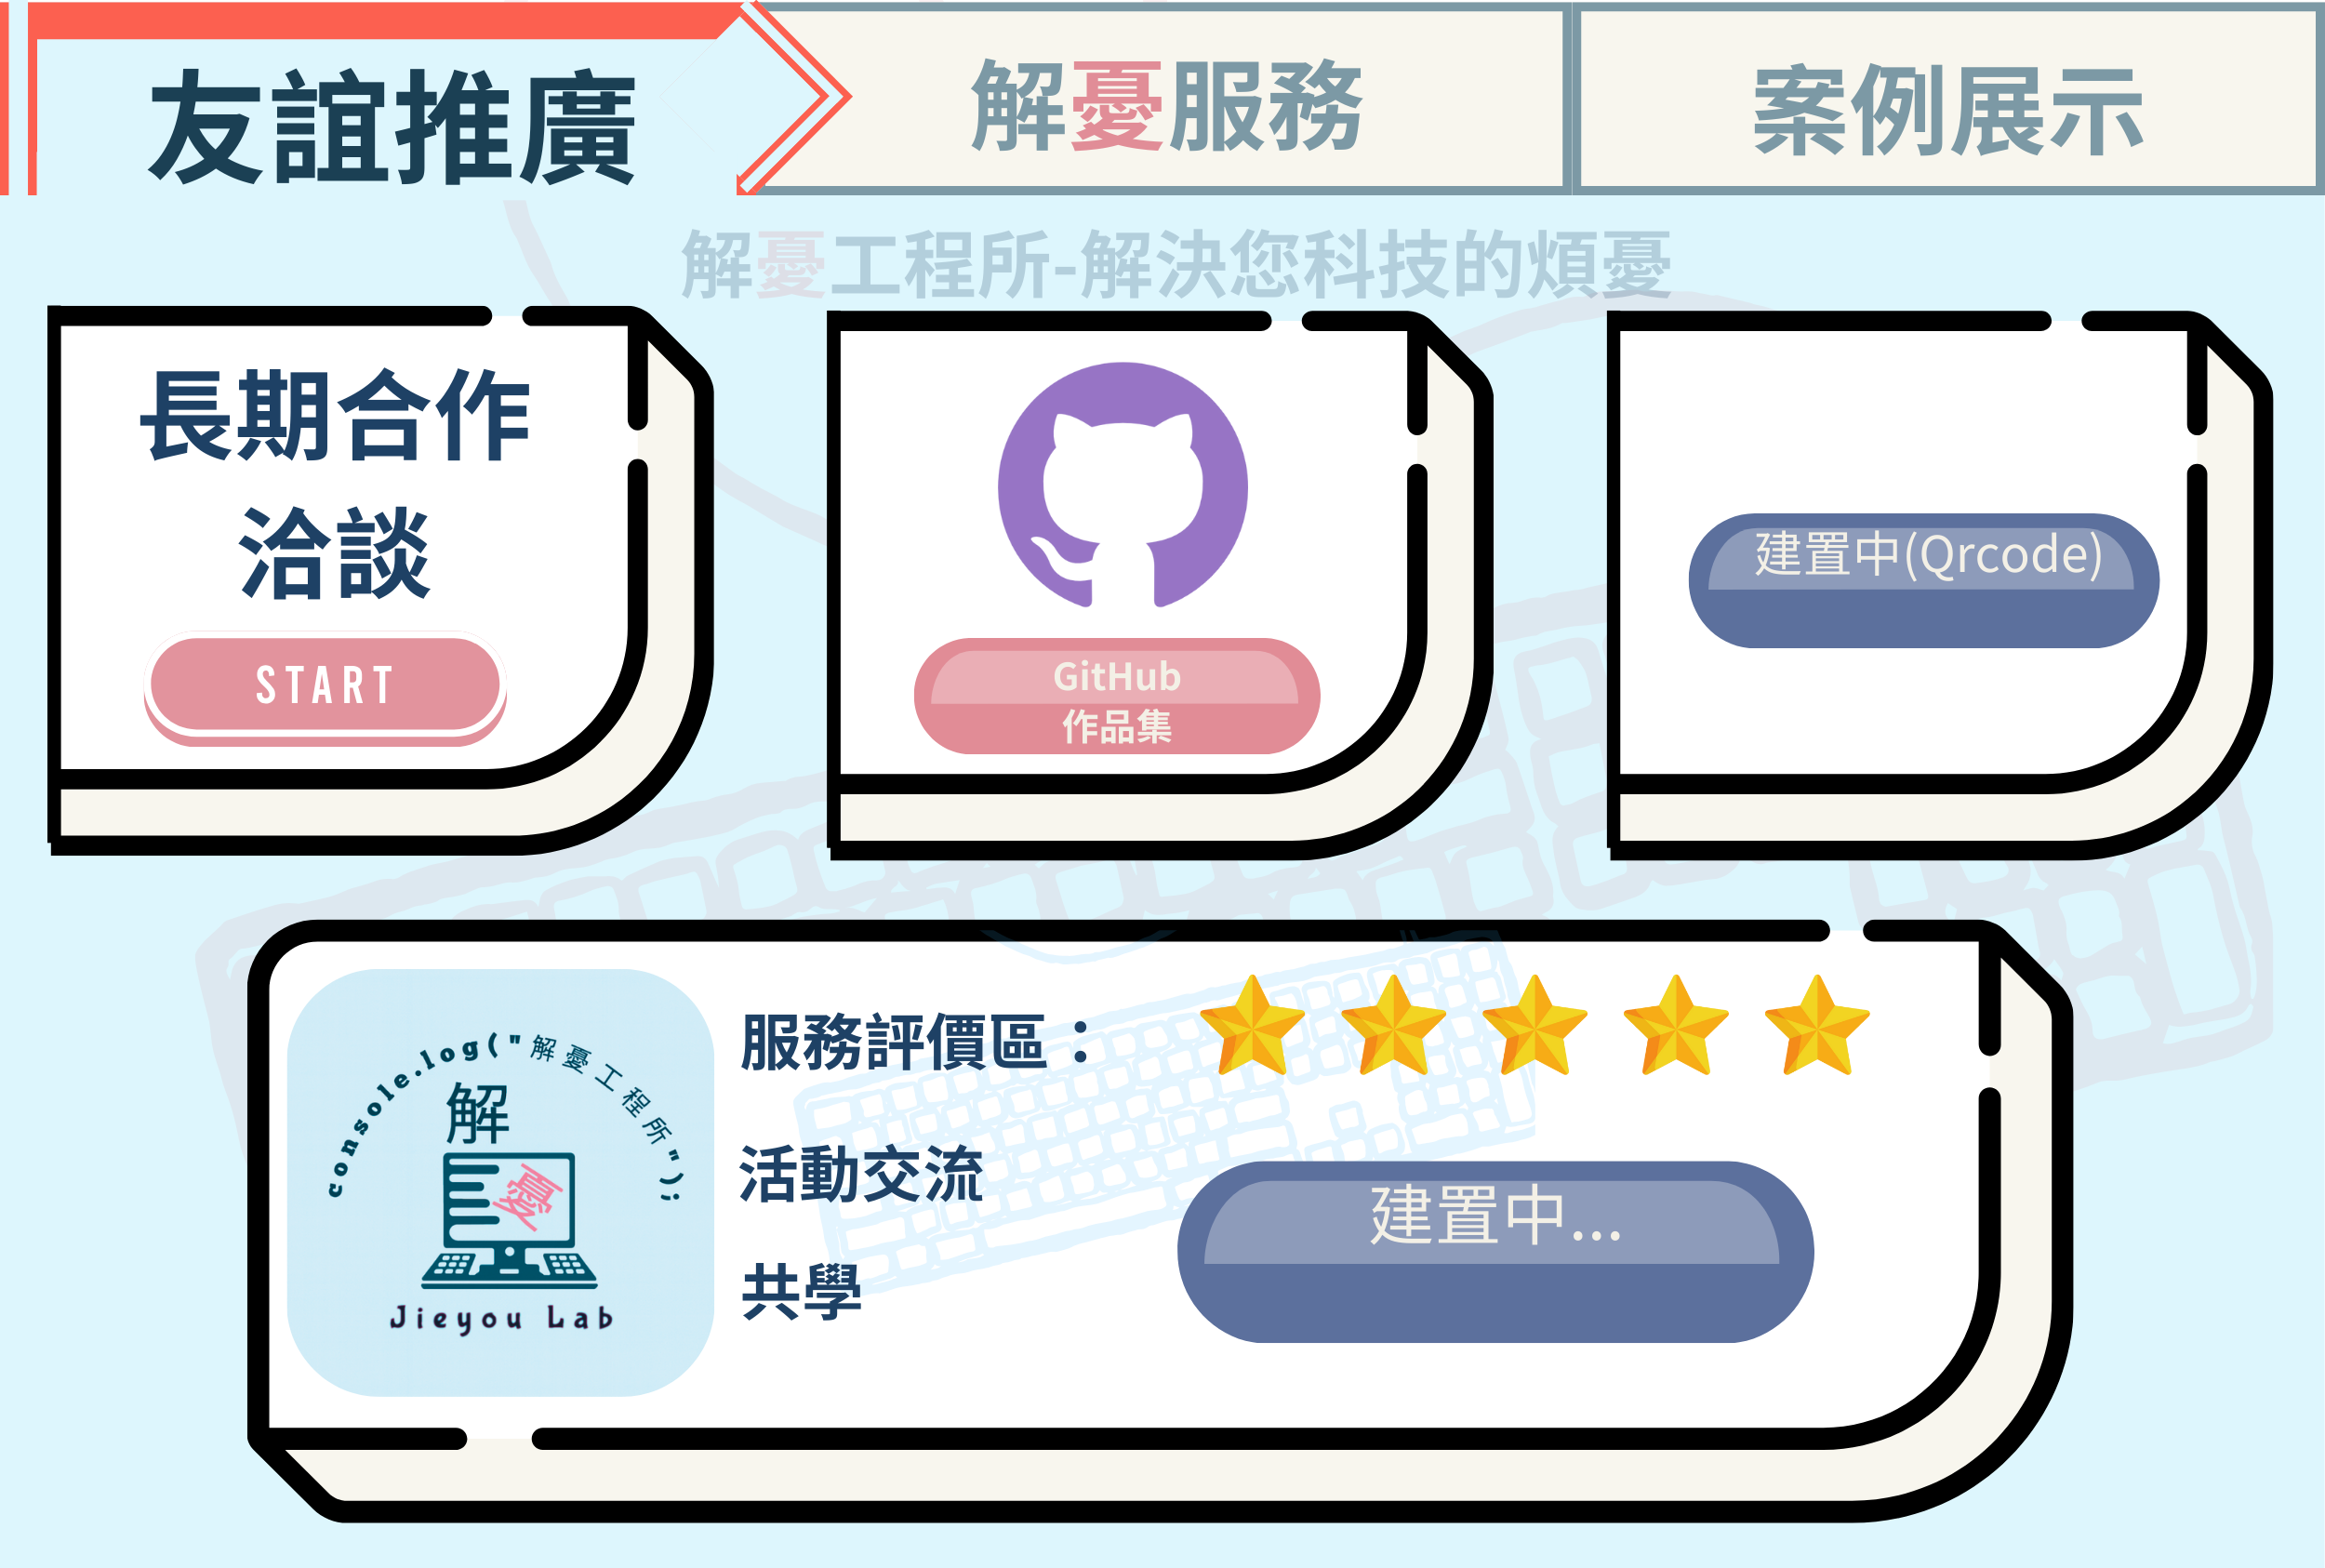 友誼推廣
解憂服務
案例展示
解憂工程所-解決您科技的煩憂
長期合作
洽談
START
GitHub
作品集
建置中(Qrcode)
console.log("解憂工程所");
解
憂
Jieyou Lab
服務評價區：
活動交流
共學
建置中...